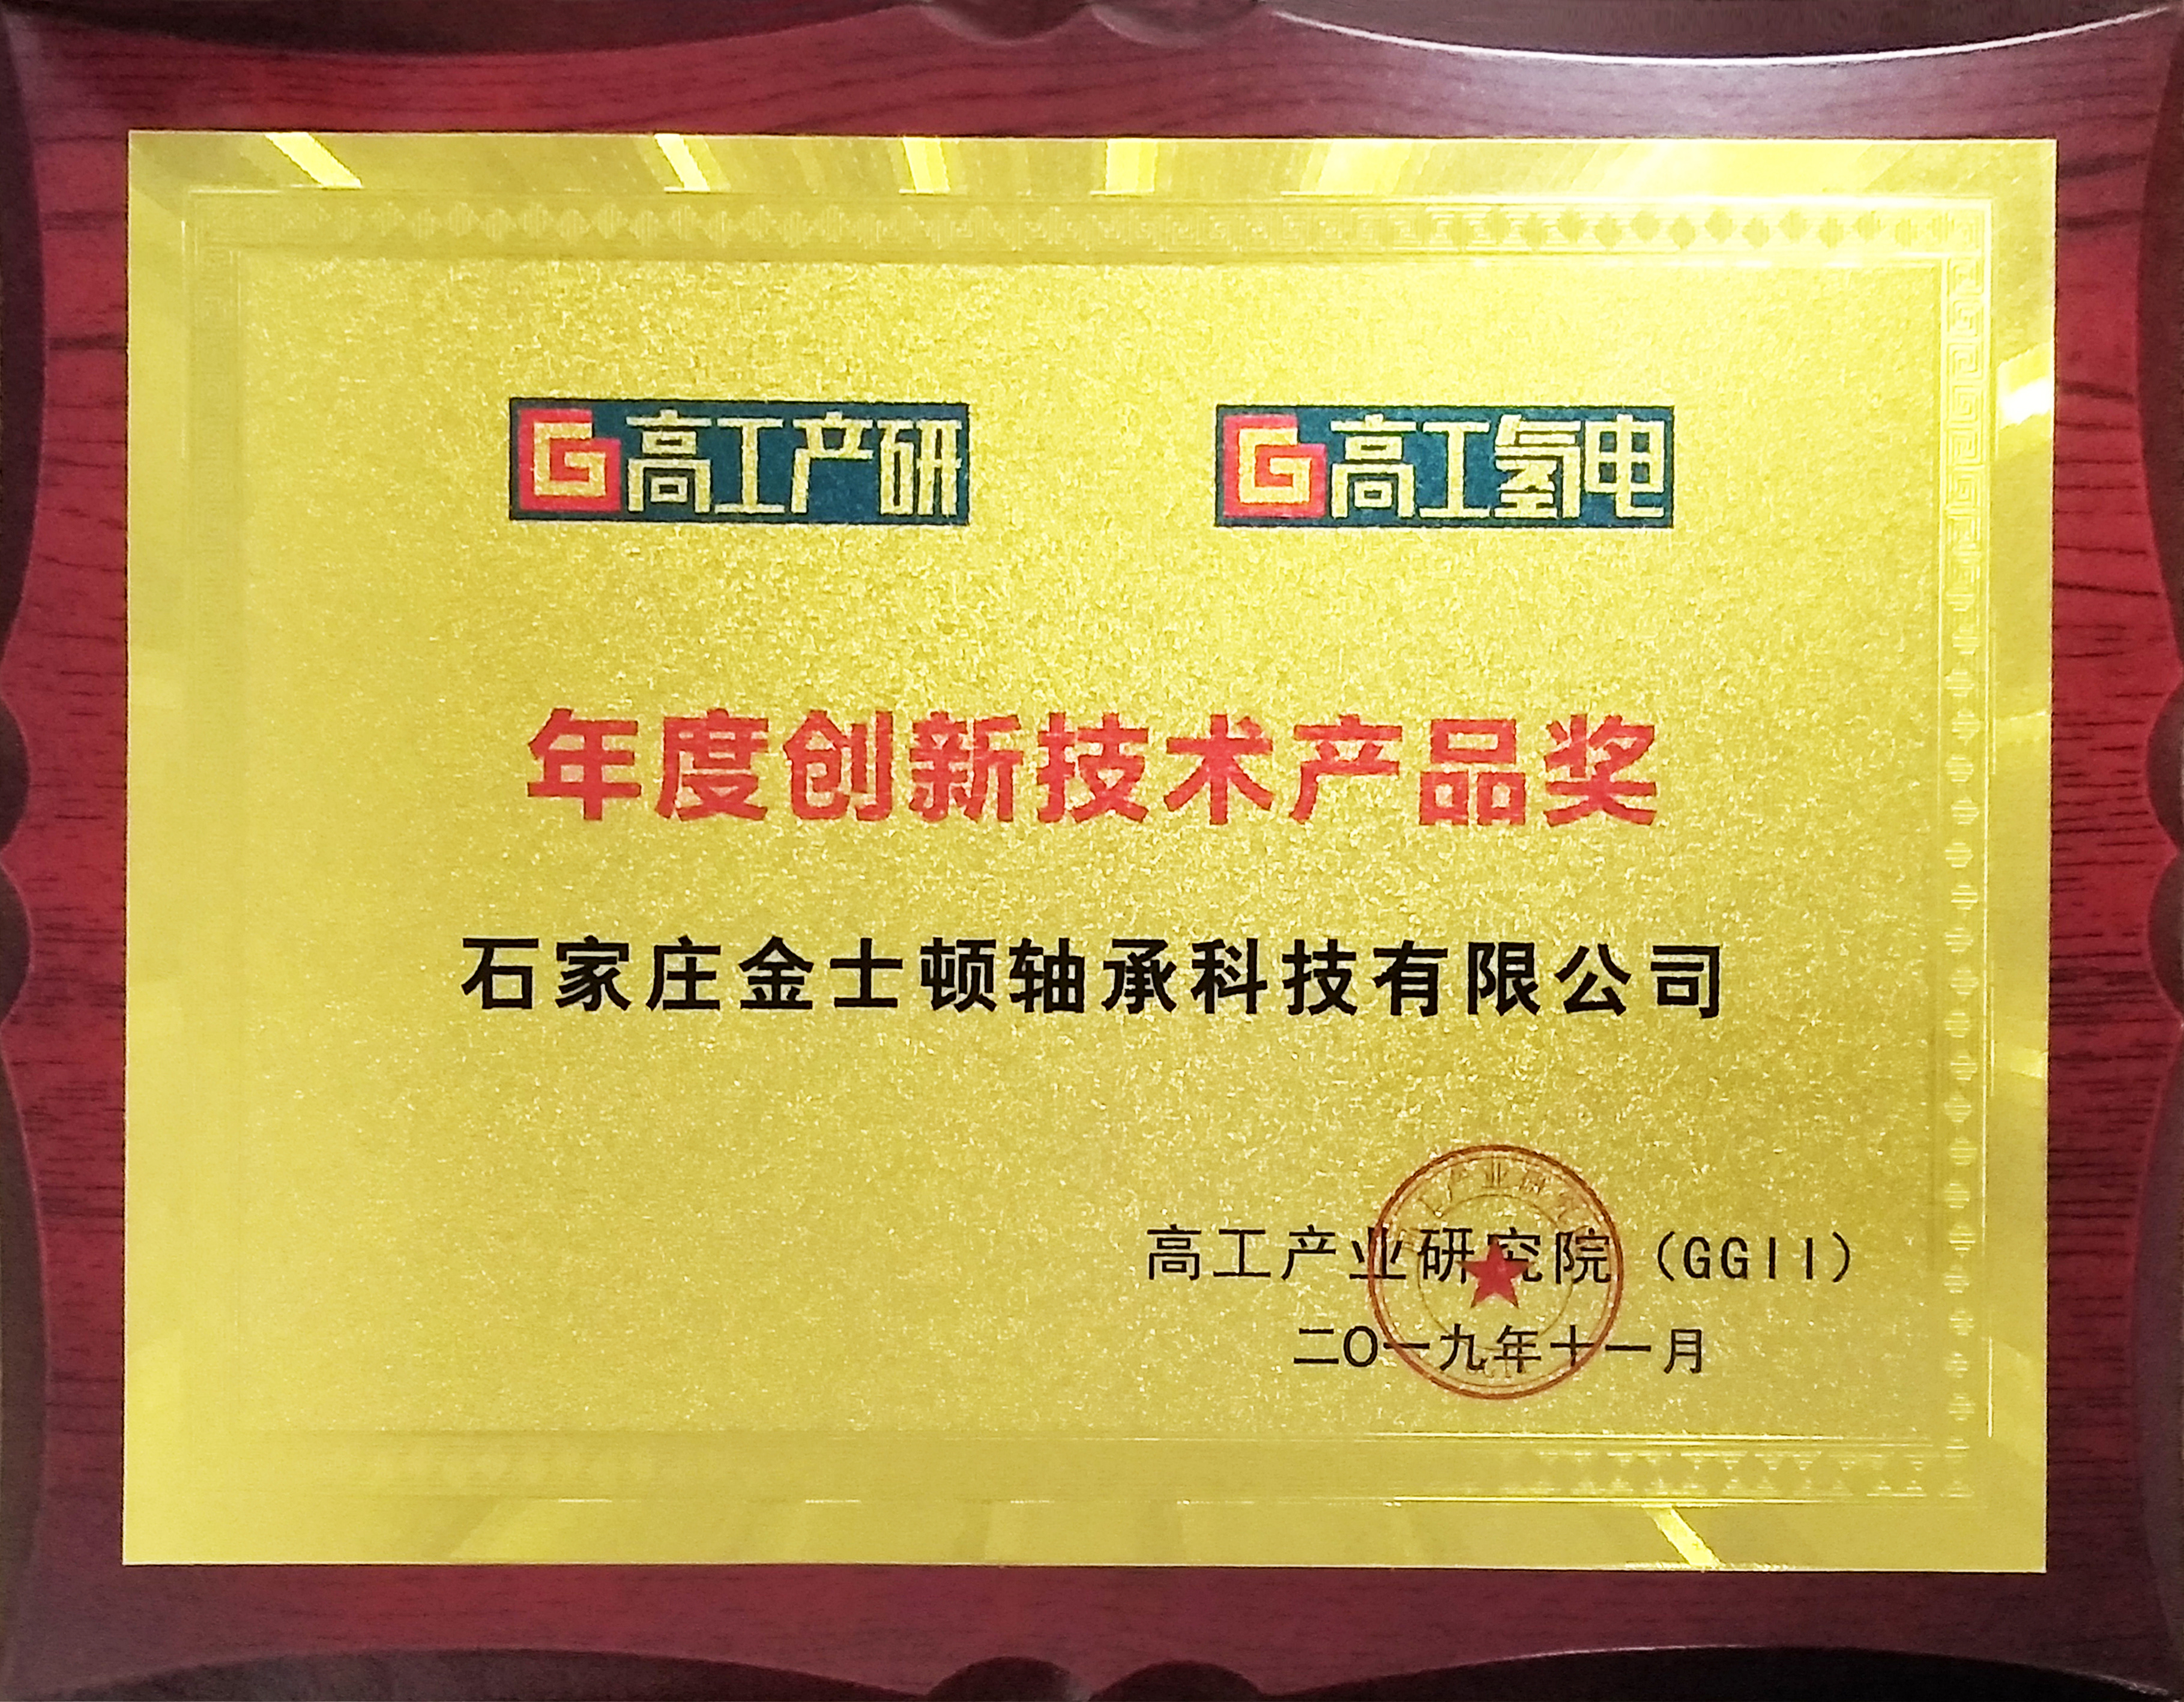 高工产研 高工氢电
年度创新技术产品奖
石家庄金士顿轴承科技有限公司
高工产业研究院（GGII）
二〇一九年十一月